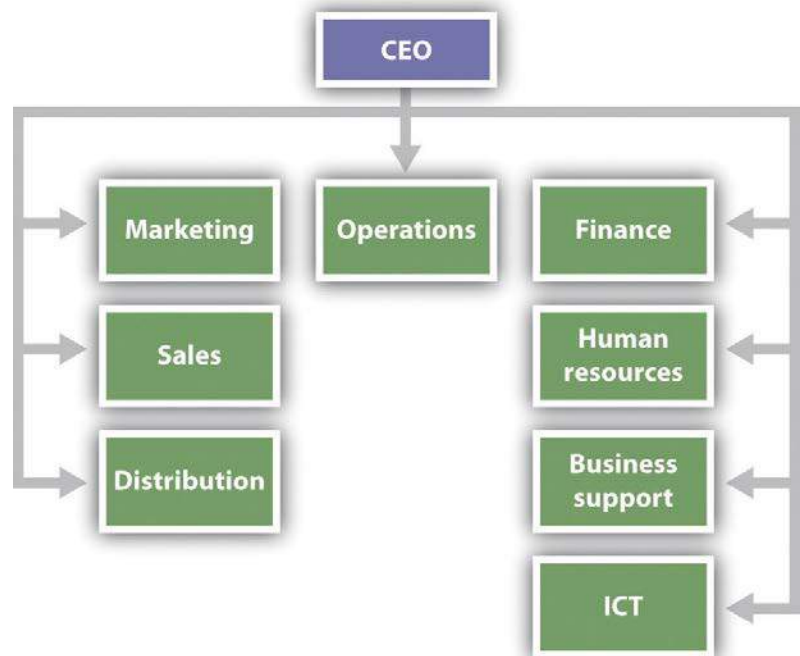 CEO
Marketing
Operations
Finance
Sales
Human
resources
Distribution
Business
support
ICT